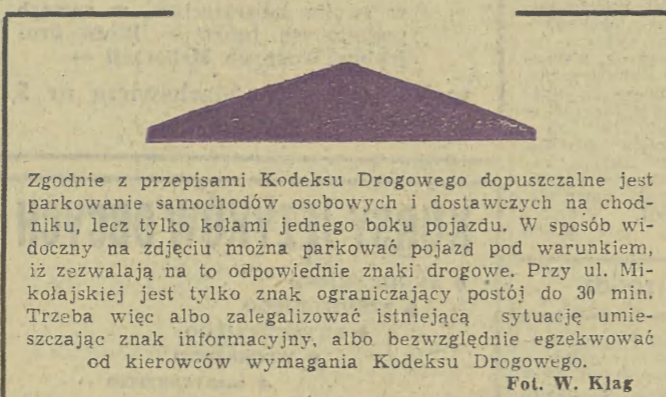 Zgodnie z przepisami Kodeksu Drogowego dopuszczalne jest
parkowanie samochodów osobowych i dostawczych na chod-
niku, lecz tylko kołami jednego boku pojazdu. W sposób wi-
doczny na zdjęciu można parkować pojazd pod warunkiem,
iż zezwalają na to odpowiednie znaki drogowe. Przy ul. Mi-
kołajskiej jest tylko znak ograniczający postój do 30 min.
Trzeba więc albo zalegalizować istniejącą sytuację umie-
szczając znak informacyjny, albo bezwzględnie egzekwować
od kierowców wymagania Kodeksu Drogowego.
Fot. W. Klag